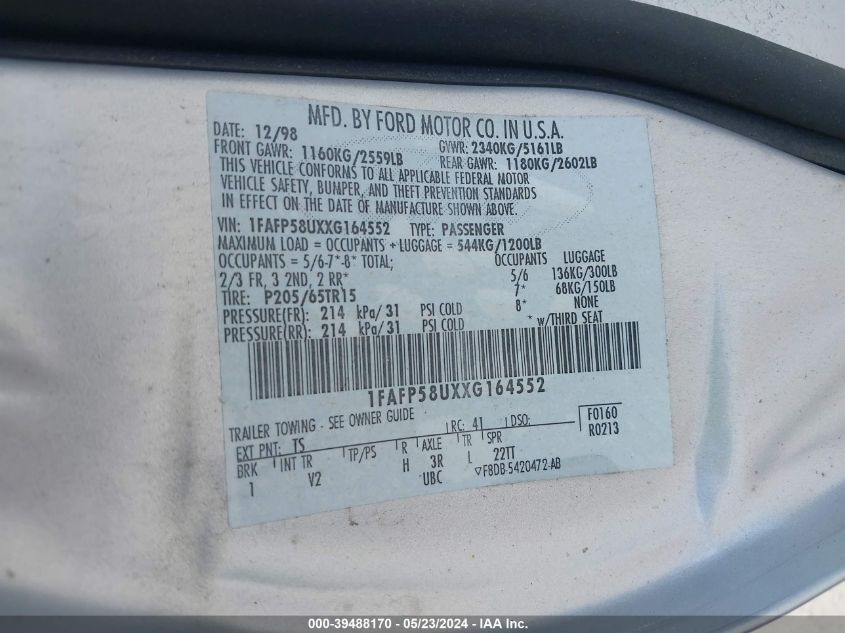 MFD. BY FORD MOTOR CO. IN U.S.A.
DATE: 12/98 GVWR: 2340KG/5161LB
FRONT GAWR: 1160KG/2559LB REAR GAWR: 1180KG/2602LB
THIS VEHICLE CONFORMS TO ALL APPLICABLE FEDERAL MOTOR
VEHICLE SAFETY, BUMPER, AND THEFT PREVENTION STANDARDS
IN EFFECT ON THE DATE OF MANUFACTURE SHOWN ABOVE.
VIN: 1FAFP58UXXG164552 TYPE: PASSENGER
MAXIMUM LOAD = OCCUPANTS + LUGGAGE = 544KG/1200LB
OCCUPANTS = 5/6-7*-8* TOTAL; OCCUPANTS LUGGAGE
2/3 FR, 3 2ND, 2 RR* 5/6 136KG/300LB
TIRE: P205/65TR15 7* 68KG/150LB
PRESSURE(FR): 214 kPa/31 PSI COLD 8* NONE
PRESSURE(RR): 214 kPa/31 PSI COLD * w/THIRD SEAT
1FAFP58UXXG164552
TRAILER TOWING - SEE OWNER GUIDE F0160
EXT PNT: TS RC: 41 DSO: R0213
BRK INT TR TP/PS R AXLE TR SPR
1 V2 H 3R L 22TT
UBC ▽F8DB-5420472-AB
000-39488170 — 05/23/2024 — IAA Inc.